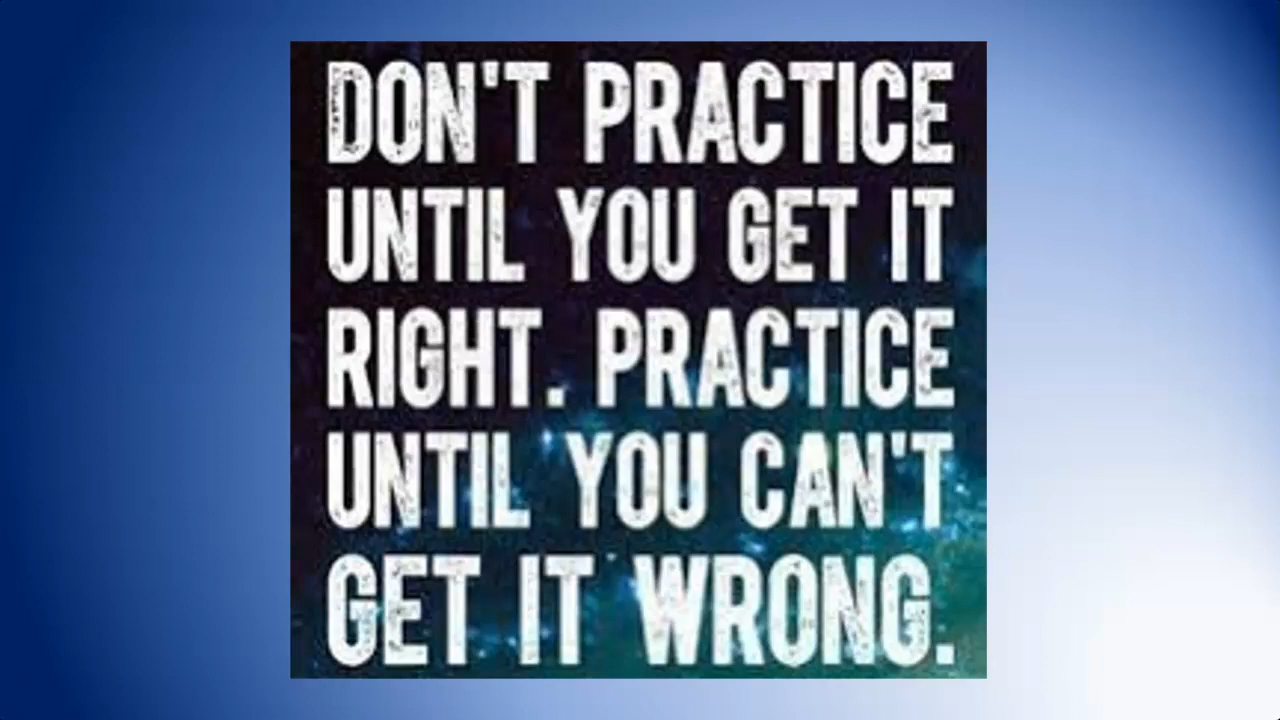 DON'T PRACTICE
UNTIL YOU GET IT
RIGHT. PRACTICE
UNTIL YOU CAN'T
GET IT WRONG.